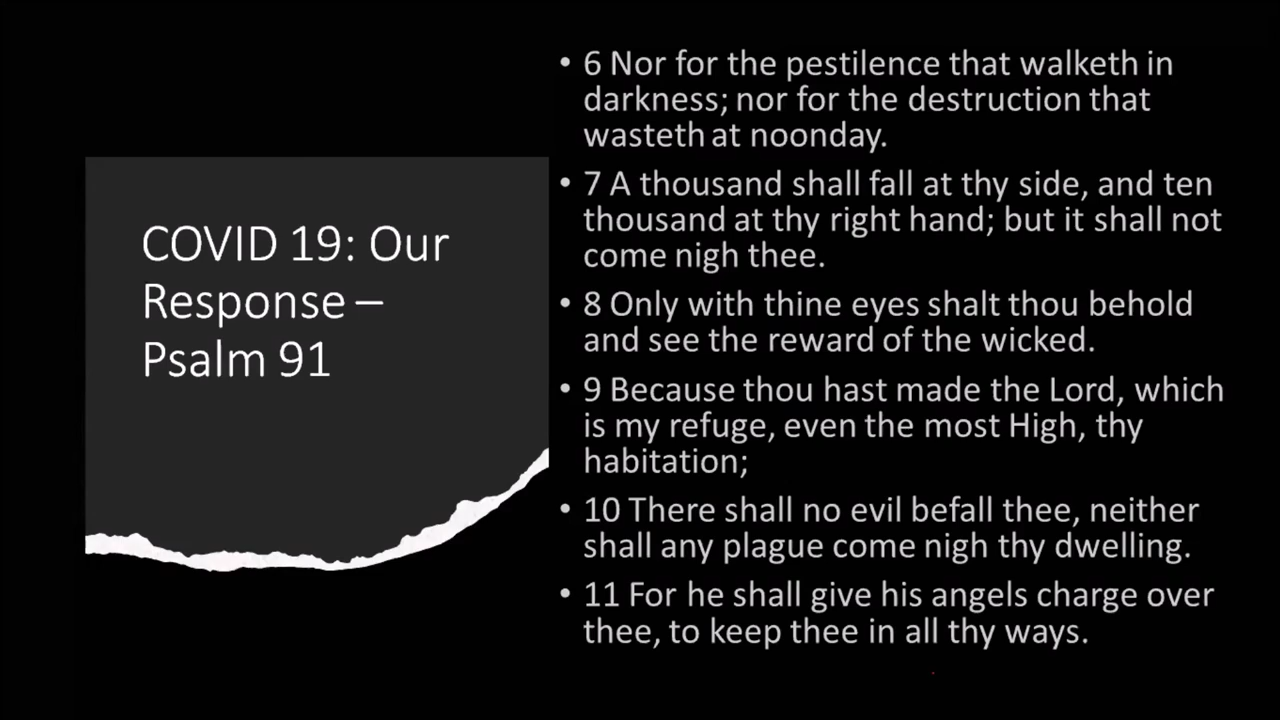 COVID 19: Our
Response –
Psalm 91
• 6 Nor for the pestilence that walketh in
darkness; nor for the destruction that
wasteth at noonday.
• 7 A thousand shall fall at thy side, and ten
thousand at thy right hand; but it shall not
come nigh thee.
• 8 Only with thine eyes shalt thou behold
and see the reward of the wicked.
• 9 Because thou hast made the Lord, which
is my refuge, even the most High, thy
habitation;
• 10 There shall no evil befall thee, neither
shall any plague come nigh thy dwelling.
• 11 For he shall give his angels charge over
thee, to keep thee in all thy ways.